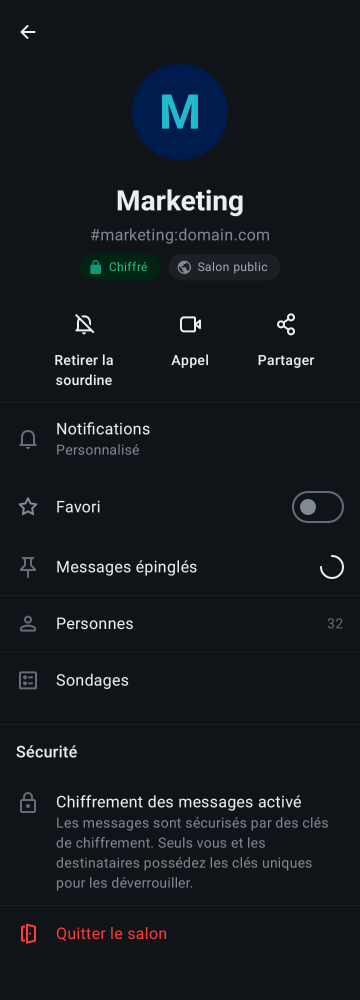 M
Marketing
#marketing:domain.com
Chiffré
Salon public
Retirer la
sourdine
Appel
Partager
Notifications
Personnalisé
Favori
Messages épinglés
Personnes
32
Sondages
Sécurité
Chiffrement des messages activé
Les messages sont sécurisés par des clés
de chiffrement. Seuls vous et les
destinataires possédez les clés uniques
pour les déverrouiller.
Quitter le salon